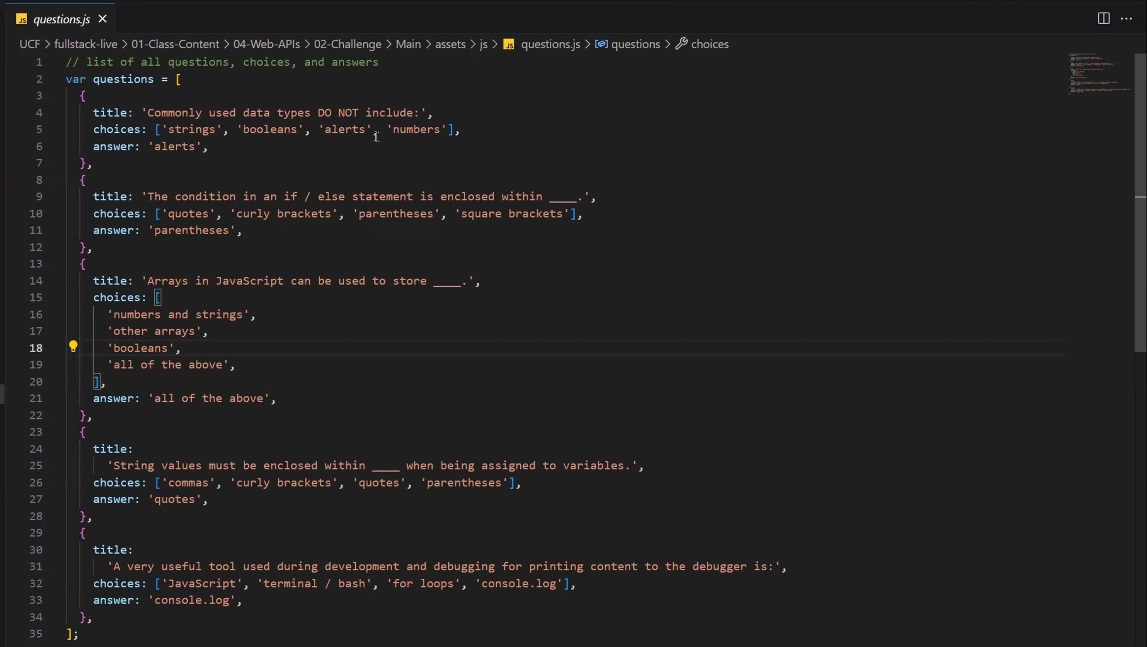 JS questions.js ×
UCF > fullstack-live > 01-Class-Content > 04-Web-APIs > 02-Challenge > Main > assets > js > JS questions.js > questions > choices
1 // list of all questions, choices, and answers
2 var questions = [
3 {
4 title: 'Commonly used data types DO NOT include:',
5 choices: ['strings', 'booleans', 'alerts', 'numbers'],
6 answer: 'alerts',
7 },
8 {
9 title: 'The condition in an if / else statement is enclosed within ____.',
10 choices: ['quotes', 'curly brackets', 'parentheses', 'square brackets'],
11 answer: 'parentheses',
12 },
13 {
14 title: 'Arrays in JavaScript can be used to store ____.',
15 choices: [
16 'numbers and strings',
17 'other arrays',
18 'booleans',
19 'all of the above',
20 ],
21 answer: 'all of the above',
22 },
23 {
24 title:
25 'String values must be enclosed within ____ when being assigned to variables.',
26 choices: ['commas', 'curly brackets', 'quotes', 'parentheses'],
27 answer: 'quotes',
28 },
29 {
30 title:
31 'A very useful tool used during development and debugging for printing content to the debugger is:',
32 choices: ['JavaScript', 'terminal / bash', 'for loops', 'console.log'],
33 answer: 'console.log',
34 },
35 ];